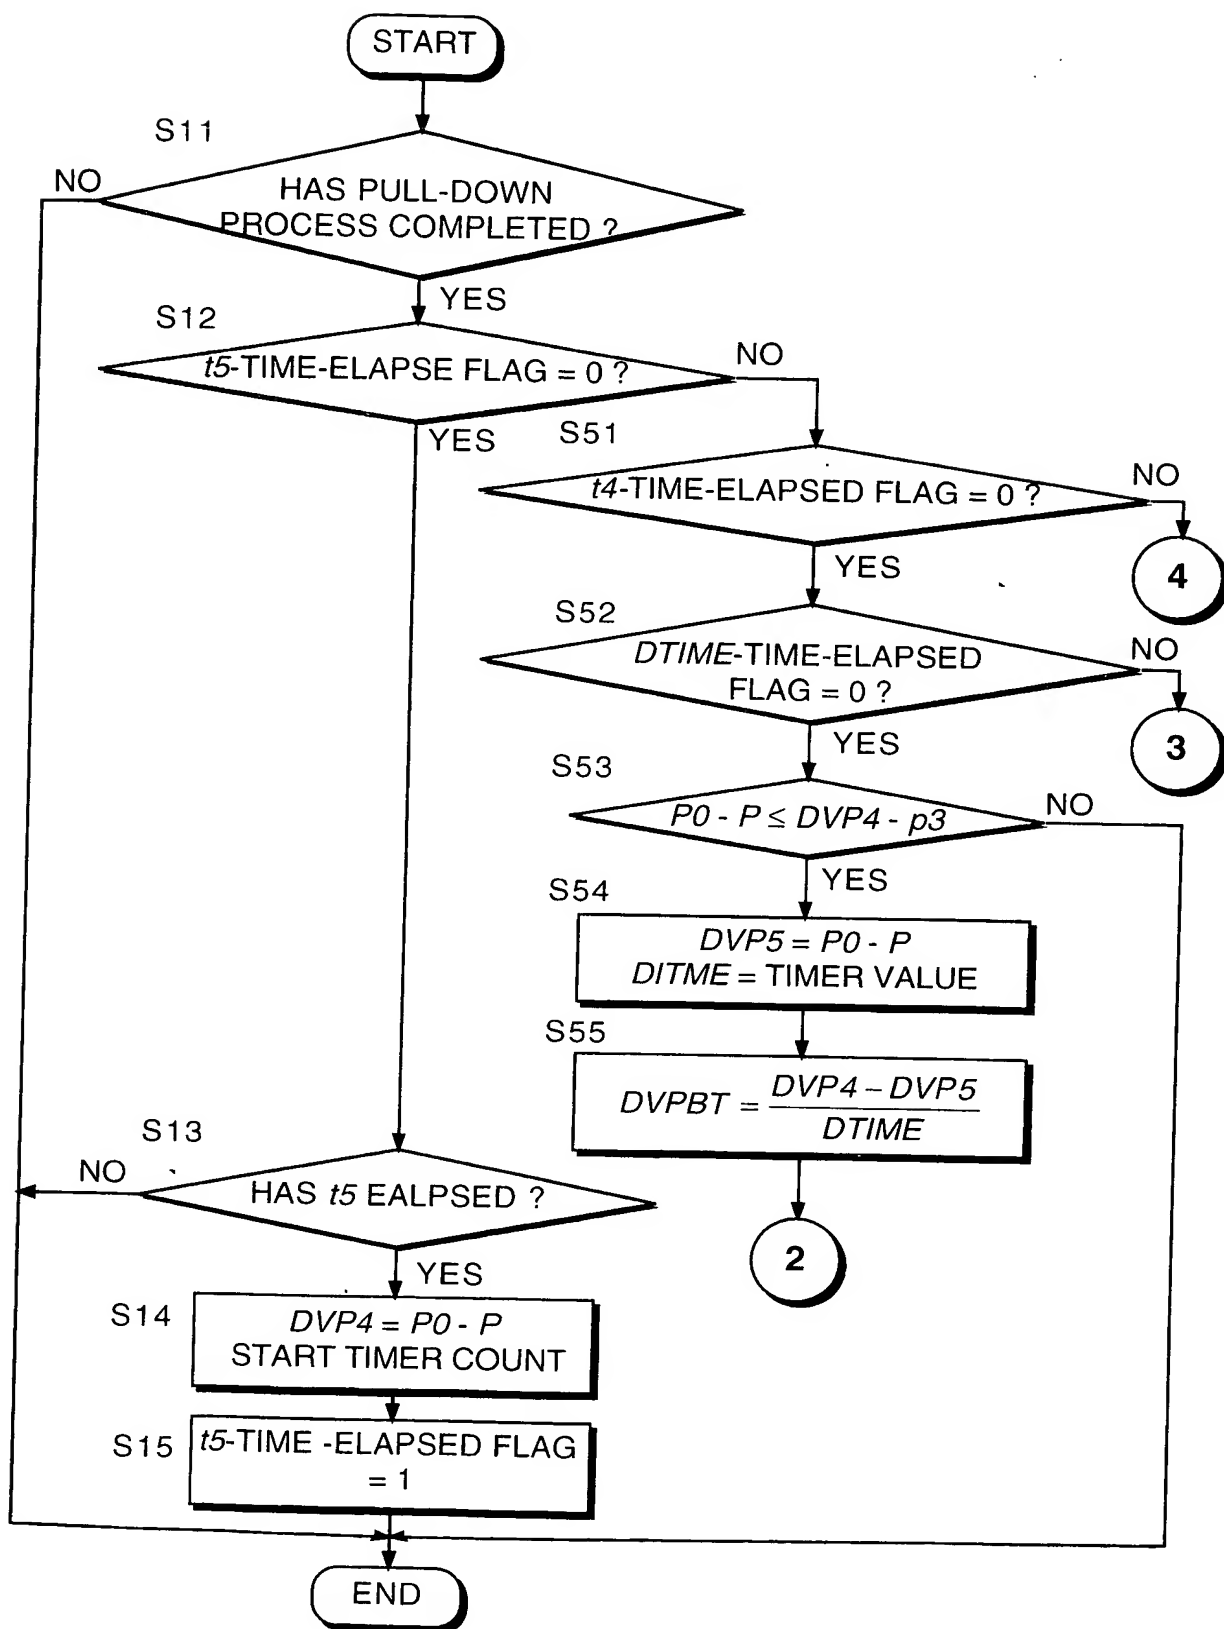 START
S11
NO
HAS PULL-DOWN
PROCESS COMPLETED ?
YES
S12
t5-TIME-ELAPSE FLAG = 0 ?
NO
YES
S51
t4-TIME-ELAPSED FLAG = 0 ?
NO
4
YES
S52
DTIME-TIME-ELAPSED
FLAG = 0 ?
NO
3
YES
S53
P0 - P ≤ DVP4 - p3
NO
YES
S54
DVP5 = P0 - P
DITME = TIMER VALUE
S55
DVPBT = DVP4 – DVP5
DTIME
2
S13
NO
HAS t5 EALPSED ?
YES
S14
DVP4 = P0 - P
START TIMER COUNT
S15
t5-TIME -ELAPSED FLAG
= 1
END